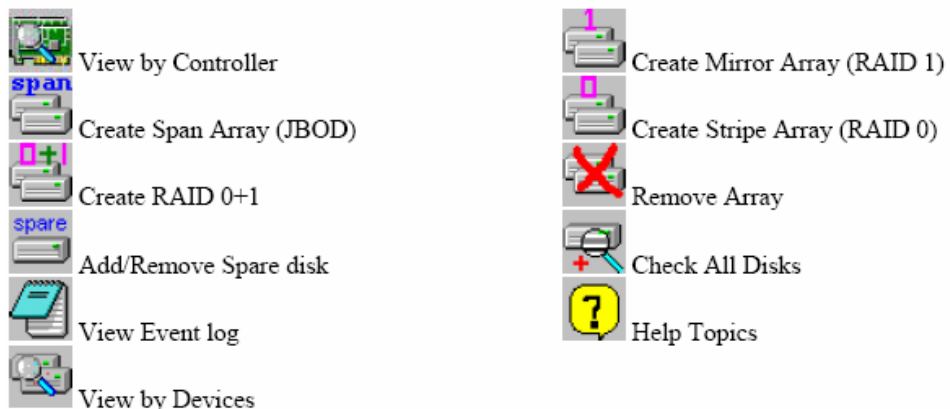 View by Controller
1
Create Mirror Array (RAID 1)
span
Create Span Array (JBOD)
0
Create Stripe Array (RAID 0)
0+1
Create RAID 0+1
Remove Array
spare
Add/Remove Spare disk
+
Check All Disks
View Event log
?
Help Topics
View by Devices